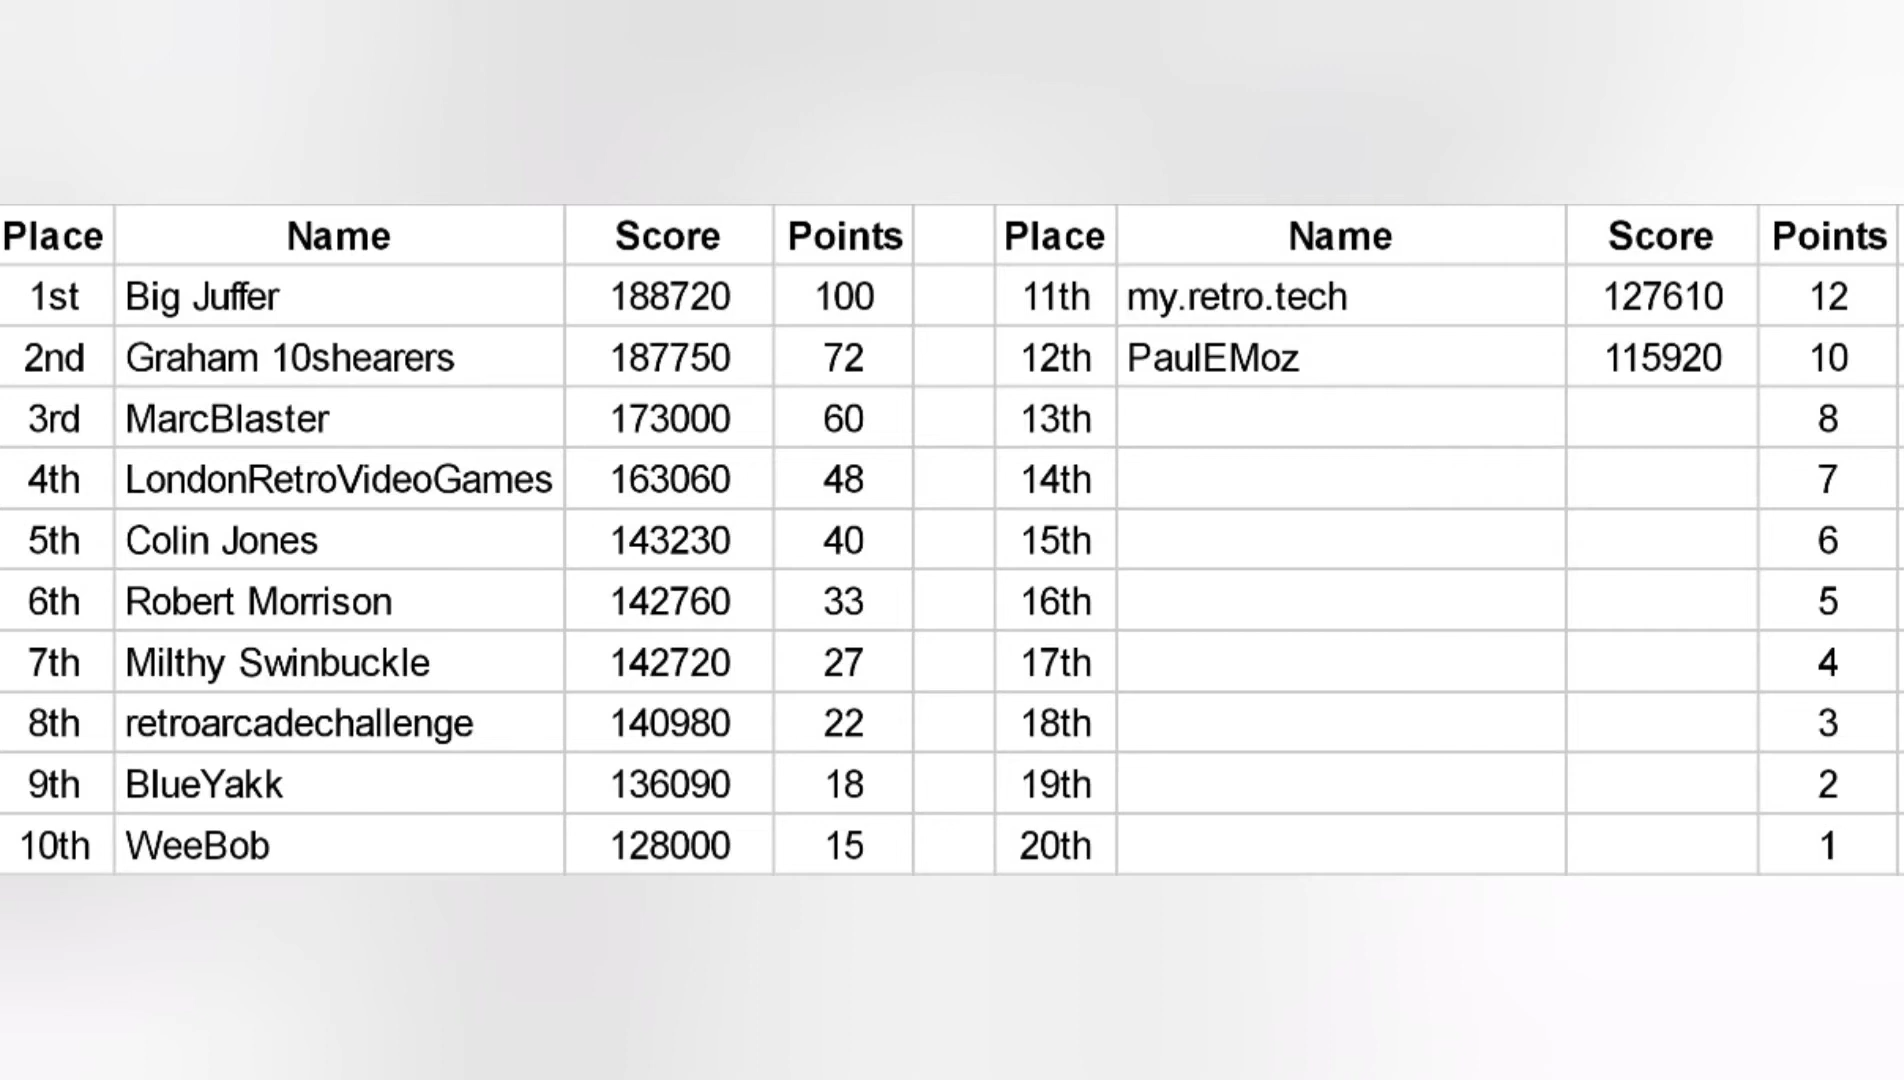 Place Name Score Points Place Name Score Points
1st Big Juffer 188720 100 11th my.retro.tech 127610 12
2nd Graham 10shearers 187750 72 12th PaulEMoz 115920 10
3rd MarcBlaster 173000 60 13th 8
4th LondonRetroVideoGames 163060 48 14th 7
5th Colin Jones 143230 40 15th 6
6th Robert Morrison 142760 33 16th 5
7th Milthy Swinbuckle 142720 27 17th 4
8th retroarcadechallenge 140980 22 18th 3
9th BlueYakk 136090 18 19th 2
10th WeeBob 128000 15 20th 1